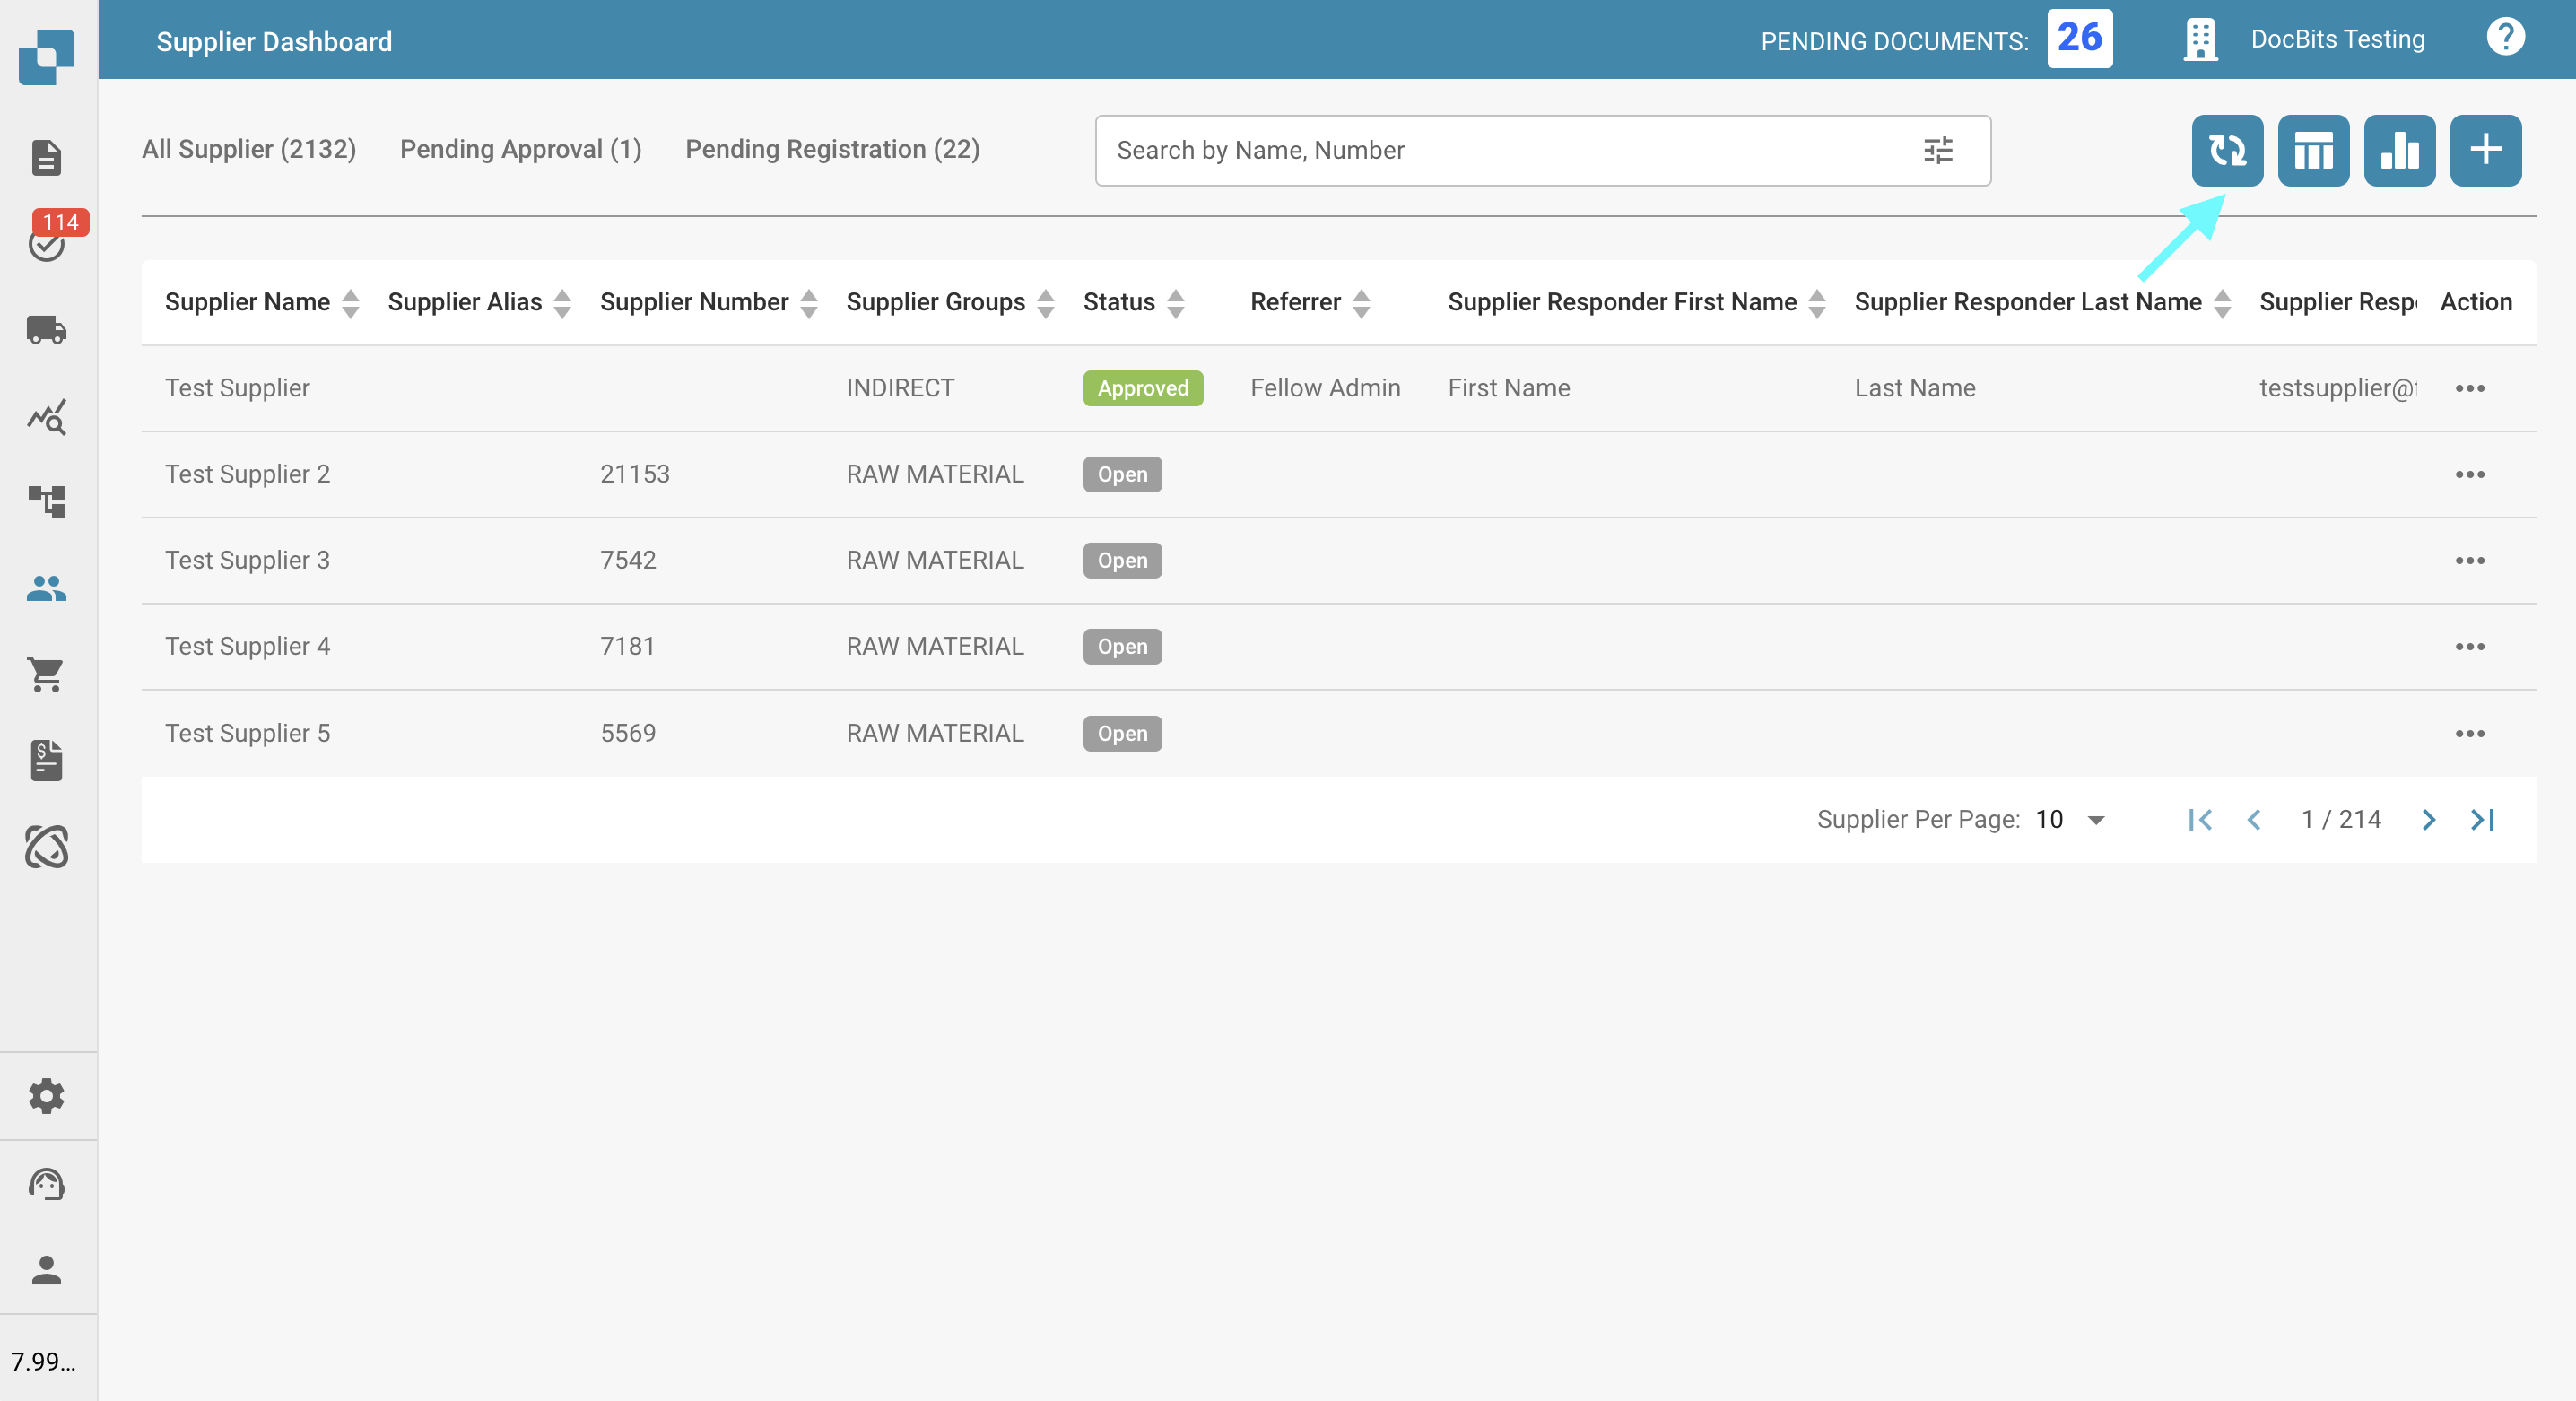 Supplier Dashboard
PENDING DOCUMENTS: 26
DocBits Testing
?
All Supplier (2132) Pending Approval (1) Pending Registration (22)
Search by Name, Number
114
Supplier Name Supplier Alias Supplier Number Supplier Groups Status Referrer Supplier Responder First Name Supplier Responder Last Name Supplier Resp Action
Test Supplier INDIRECT Approved Fellow Admin First Name Last Name testsupplier@
Test Supplier 2 21153 RAW MATERIAL Open
Test Supplier 3 7542 RAW MATERIAL Open
Test Supplier 4 7181 RAW MATERIAL Open
Test Supplier 5 5569 RAW MATERIAL Open
Supplier Per Page: 10 1 / 214
7.99...